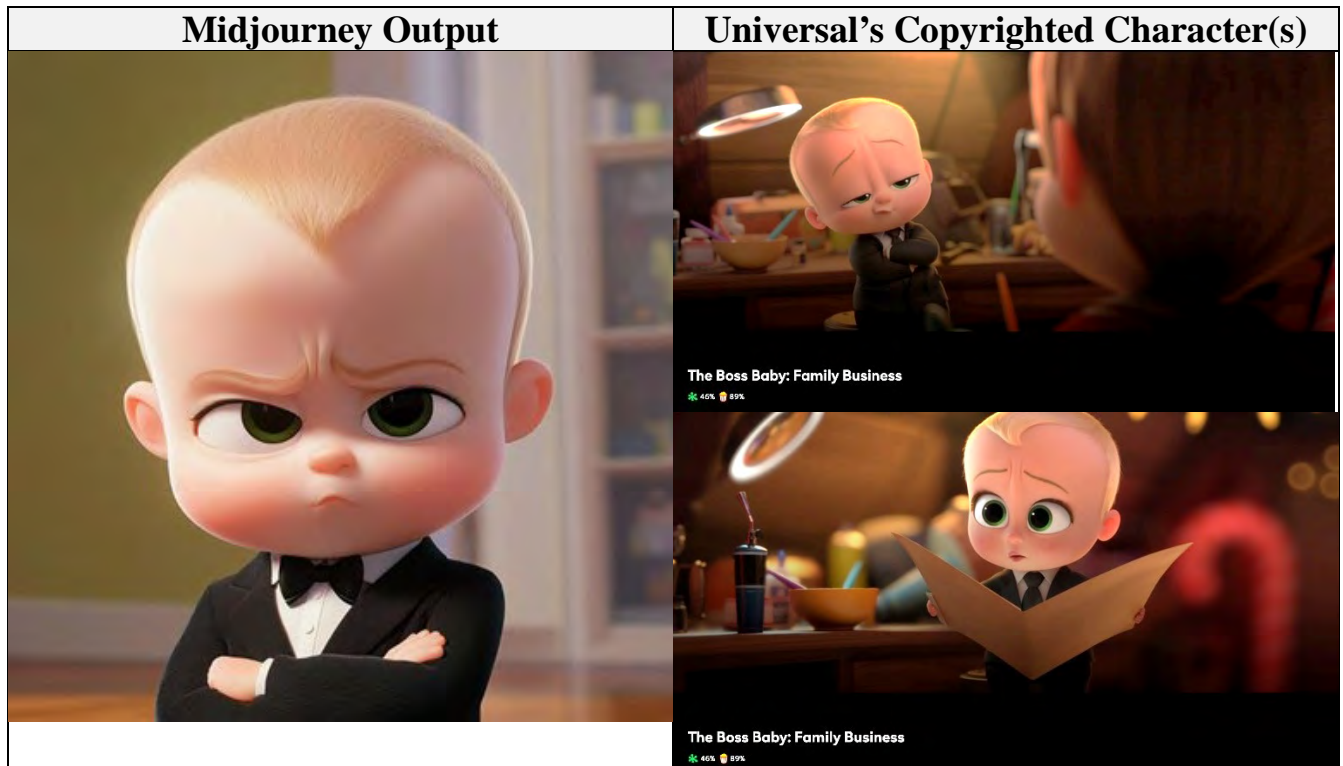 Midjourney Output
Universal’s Copyrighted Character(s)
The Boss Baby: Family Business
46% 89%
The Boss Baby: Family Business
46% 89%